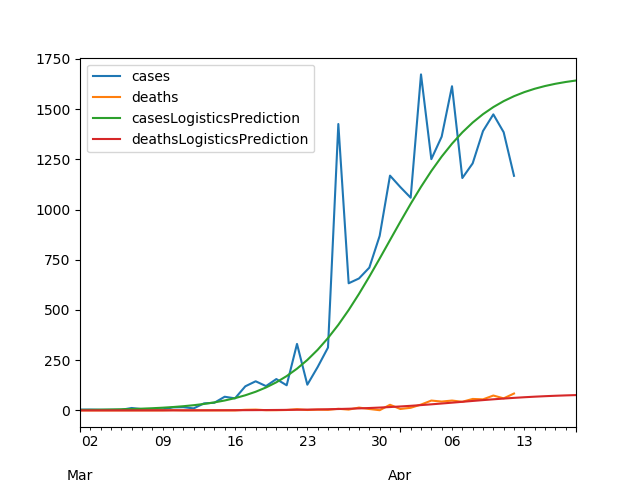 1750
1500
1250
1000
750
500
250
0
cases
deaths
casesLogisticsPrediction
deathsLogisticsPrediction
02 09 16 23 30 06 13
Mar Apr